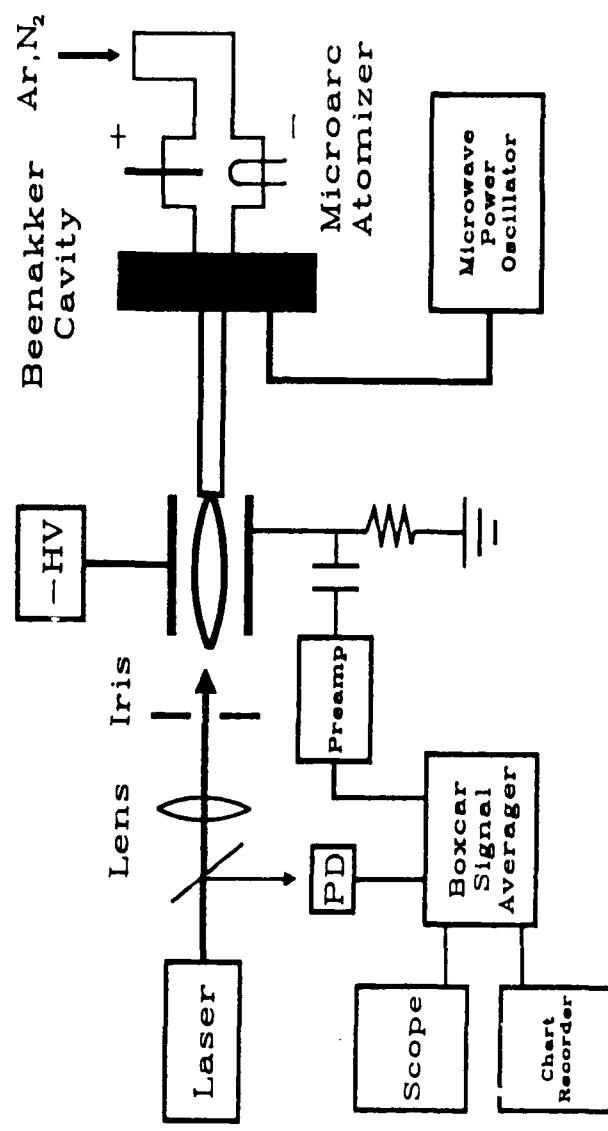 Ar,N₂
+
−
Beenakker
Cavity
Microarc
Atomizer
Microwave
Power
Oscillator
−HV
Iris
Lens
Preamp
PD
Laser
Boxcar
Signal
Averager
Scope
Chart
Recorder